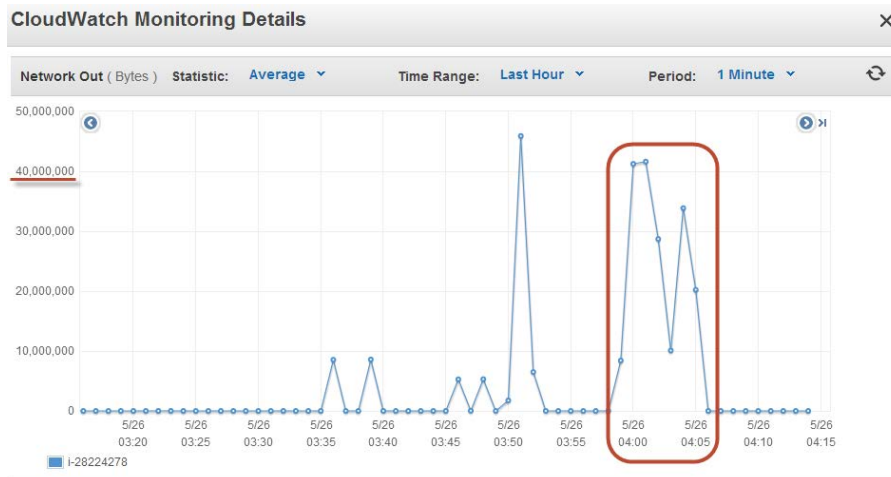 CloudWatch Monitoring Details
Network Out ( Bytes ) Statistic: Average Time Range: Last Hour Period: 1 Minute
50,000,000
40,000,000
30,000,000
20,000,000
10,000,000
0
5/26 5/26 5/26 5/26 5/26 5/26 5/26 5/26 5/26 5/26 5/26 5/26
03:20 03:25 03:30 03:35 03:40 03:45 03:50 03:55 04:00 04:05 04:10 04:15
i-28224278